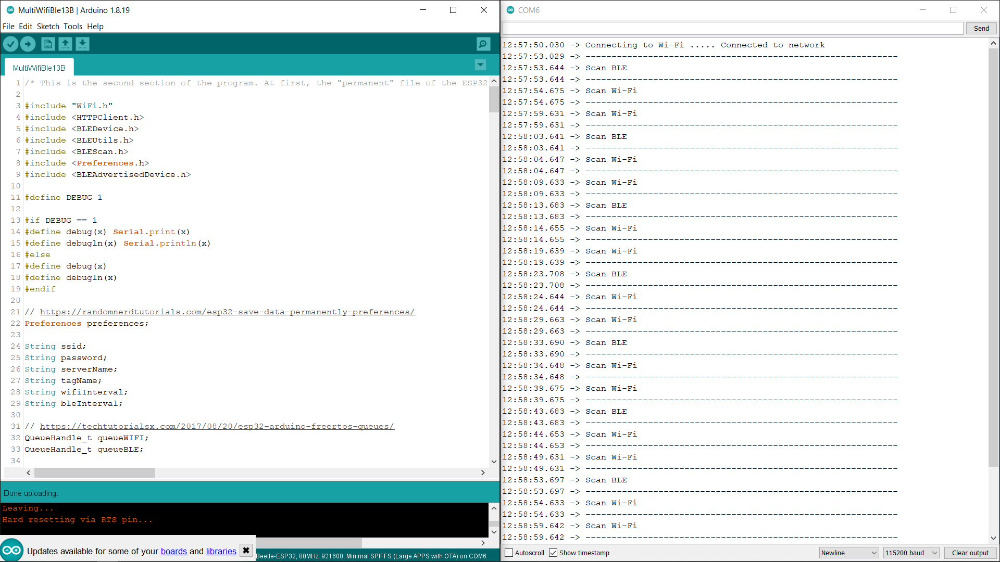 MultiWifiBle13B | Arduino 1.8.19
File Edit Sketch Tools Help
MultiWifiBle13B
1 /* This is the second section of the program. At first, the "permanent" file of the ESP32
2
3 #include "WiFi.h"
4 #include <HTTPClient.h>
5 #include <BLEDevice.h>
6 #include <BLEUtils.h>
7 #include <BLEScan.h>
8 #include <Preferences.h>
9 #include <BLEAdvertisedDevice.h>
10
11 #define DEBUG 1
12
13 #if DEBUG == 1
14 #define debug(x) Serial.print(x)
15 #define debugln(x) Serial.println(x)
16 #else
17 #define debug(x)
18 #define debugln(x)
19 #endif
20
21 // https://randomnerdtutorials.com/esp32-save-data-permanently-preferences/
22 Preferences preferences;
23
24 String ssid;
25 String password;
26 String serverName;
27 String tagName;
28 String wifiInterval;
29 String bleInterval;
30
31 // https://techtutorialsx.com/2017/08/20/esp32-arduino-freertos-queues/
32 QueueHandle_t queueWIFI;
33 QueueHandle_t queueBLE;
34
Done uploading.
Leaving...
Hard resetting via RTS pin...
Updates available for some of your boards and libraries
Beetle-ESP32, 80MHz, 921600, Minimal SPIFFS (Large APPS with OTA) on COM6
COM6
Send
12:57:50.030 -> Connecting to Wi-Fi ..... Connected to network
12:57:53.029 -> ------------------------------------------------------------
12:57:53.644 -> Scan BLE
12:57:53.644 -> ------------------------------------------------------------
12:57:54.675 -> Scan Wi-Fi
12:57:54.675 -> ------------------------------------------------------------
12:57:59.631 -> Scan Wi-Fi
12:57:59.631 -> ------------------------------------------------------------
12:58:03.641 -> Scan BLE
12:58:03.641 -> ------------------------------------------------------------
12:58:04.647 -> Scan Wi-Fi
12:58:04.647 -> ------------------------------------------------------------
12:58:09.633 -> Scan Wi-Fi
12:58:09.633 -> ------------------------------------------------------------
12:58:13.683 -> Scan BLE
12:58:13.683 -> ------------------------------------------------------------
12:58:14.655 -> Scan Wi-Fi
12:58:14.655 -> ------------------------------------------------------------
12:58:19.639 -> Scan Wi-Fi
12:58:19.639 -> ------------------------------------------------------------
12:58:23.708 -> Scan BLE
12:58:23.708 -> ------------------------------------------------------------
12:58:24.644 -> Scan Wi-Fi
12:58:24.644 -> ------------------------------------------------------------
12:58:29.663 -> Scan Wi-Fi
12:58:29.663 -> ------------------------------------------------------------
12:58:33.690 -> Scan BLE
12:58:33.690 -> ------------------------------------------------------------
12:58:34.648 -> Scan Wi-Fi
12:58:34.648 -> ------------------------------------------------------------
12:58:39.675 -> Scan Wi-Fi
12:58:39.675 -> ------------------------------------------------------------
12:58:43.683 -> Scan BLE
12:58:43.683 -> ------------------------------------------------------------
12:58:44.653 -> Scan Wi-Fi
12:58:44.653 -> ------------------------------------------------------------
12:58:49.631 -> Scan Wi-Fi
12:58:49.631 -> ------------------------------------------------------------
12:58:53.697 -> Scan BLE
12:58:53.697 -> ------------------------------------------------------------
12:58:54.633 -> Scan Wi-Fi
12:58:54.633 -> ------------------------------------------------------------
12:58:59.642 -> Scan Wi-Fi
12:58:59.642 -> ------------------------------------------------------------
Autoscroll Show timestamp Newline 115200 baud Clear output